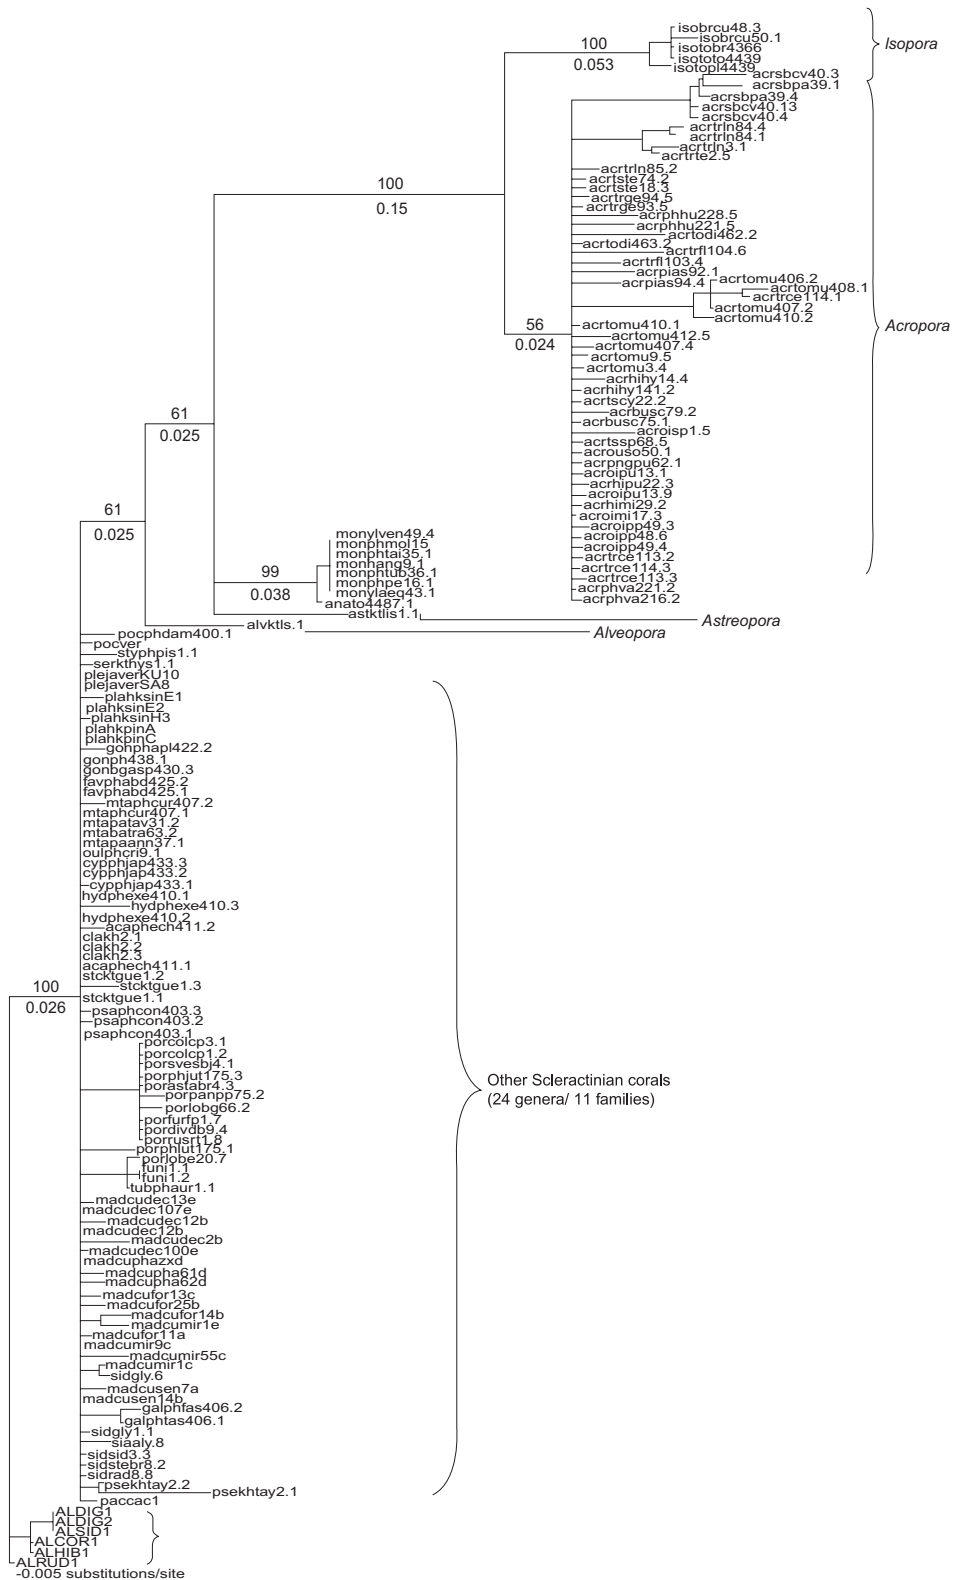 isobrcu48.3
isobrcu50.1
isotobr4366
isototo4439
isotopl4439
Isopora
100
0.053
acrsbcv40.3
acrsbpa39.1
acrsbpa39.4
acrsbcv40.13
acrsbcv40.4
acrtrln84.4
acrtrln84.1
acrtrln3.1
acrtrte2.5
acrtrln85.2
acrtste74.2
acrtste18.3
acrtrge94.5
acrtrge93.5
acrphhu228.5
acrphhu221.5
acrtodi462.2
acrtodi463.2
acrtrfl104.6
acrtrfl103.4
acrpias92.1
acrpias94.4
acrtomu406.2
acrtomu408.1
acrtrce114.1
acrtomu407.2
acrtomu410.2
100
0.15
56
0.024
Acropora
acrtomu410.1
acrtomu412.5
acrtomu407.4
acrtomu9.5
acrtomu3.4
acrhihy14.4
acrhihy141.2
acrtscy22.2
acrbusc79.2
acrbusc75.1
acroisp1.5
acrtssp68.5
acrouso50.1
acrpngpu62.1
acroipu13.1
acrhipu22.3
acroipu13.9
acrhimi29.2
acroimi17.3
acroipp49.3
acroipp48.6
acroipp49.4
acrtrce113.2
acrtrce114.3
acrtrce113.3
acrphva221.2
acrphva216.2
61
0.025
61
0.025
99
0.038
monylven49.4
monphmol15
monphtai35.1
monhang9.1
monphtub36.1
monphpe16.1
monylaeq43.1
anato4487.1
astktlis1.1
Astreopora
alvktls.1
Alveopora
pocphdam400.1
pocver
styphpis1.1
serkthys1.1
plejaverKU10
plejaverSA8
plahksinE1
plahksinE2
plahksinH3
plahkpinA
plahkpinC
gohphapl422.2
gonph438.1
gonbgasp430.3
favphabd425.2
favphabd425.1
mtaphcur407.2
mtaphcur407.1
mtapatav31.2
mtabatra63.2
mtapaann37.1
oulphcri9.1
cypphjap433.3
cypphjap433.2
cypphjap433.1
hydphexe410.1
hydphexe410.3
hydphexe410.2
acaphech411.2
clakh2.1
clakh2.2
clakh2.3
acaphech411.1
stcktgue1.2
stcktgue1.3
stcktgue1.1
100
0.026
psaphcon403.3
psaphcon403.2
psaphcon403.1
porcolcp3.1
porcolcp1.2
porsvesbj4.1
porphjut175.3
porastabr4.3
porpanpp75.2
porlobg66.2
porfurfp1.7
pordivdb9.4
porrusrt1.8
porphlut175.1
porlobe20.7
funi1.1
funi1.2
tubphaur1.1
Other Scleractinian corals
(24 genera/ 11 families)
madcudec13e
madcudec107e
madcudec12b
madcudec12b
madcudec2b
madcudec100e
madcuphazxd
madcupha61d
madcupha62d
madcufor13c
madcufor25b
madcufor14b
madcumir1e
madcufor11a
madcumir9c
madcumir55c
madcumir1c
sidgly.6
madcusen7a
madcusen14b
galphfas406.2
galphtas406.1
sidgly1.1
siaaly.8
sidsid3.3
sidstebr8.2
sidrad8.8
psekhtay2.2
psekhtay2.1
paccac1
ALDIG1
ALDIG2
ALSID1
ALCOR1
ALHIB1
ALRUD1
-0.005 substitutions/site